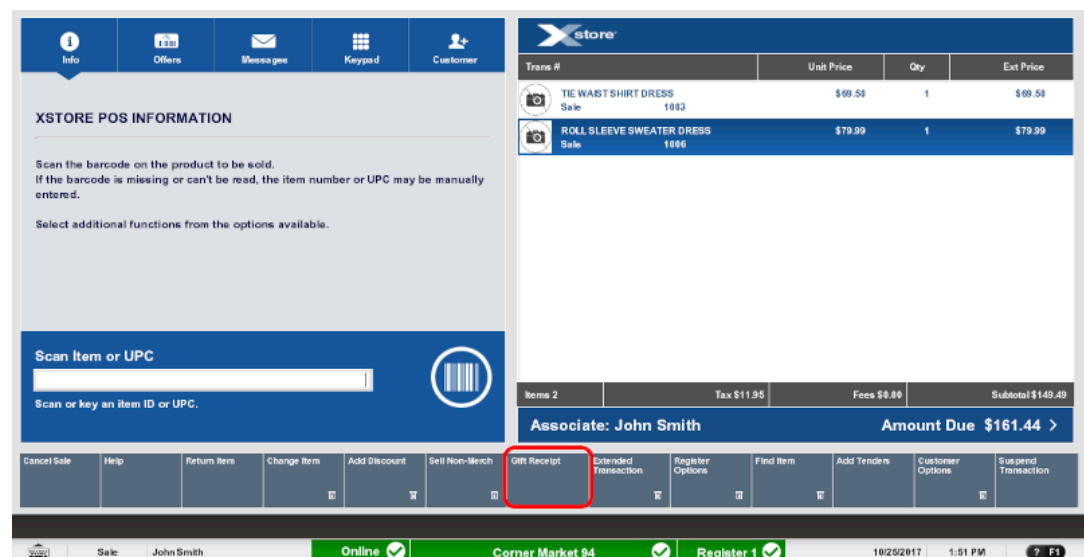 Info
Offers
Messages
Keypad
Customer
XSTORE POS INFORMATION
Scan the barcode on the product to be sold.
If the barcode is missing or can't be read, the item number or UPC may be manually
entered.
Select additional functions from the options available.
Scan Item or UPC
Scan or key an item ID or UPC.
Xstore
Trans # Unit Price Qty Ext Price
TIE WAIST SHIRT DRESS $69.50 1 $69.50
Sale 1003
ROLL SLEEVE SWEATER DRESS $79.99 1 $79.99
Sale 1006
Items 2 Tax $11.95 Fees $0.00 Subtotal $149.49
Associate: John Smith Amount Due $161.44 >
Cancel Sale
Help
Return Item
Change Item
Add Discount
Sell Non-Merch
Gift Receipt
Extended
Transaction
Register
Options
Find Item
Add Tenders
Customer
Options
Suspend
Transaction
Sale John Smith Online Corner Market 94 Register 1 10/25/2017 1:51 PM ? F1